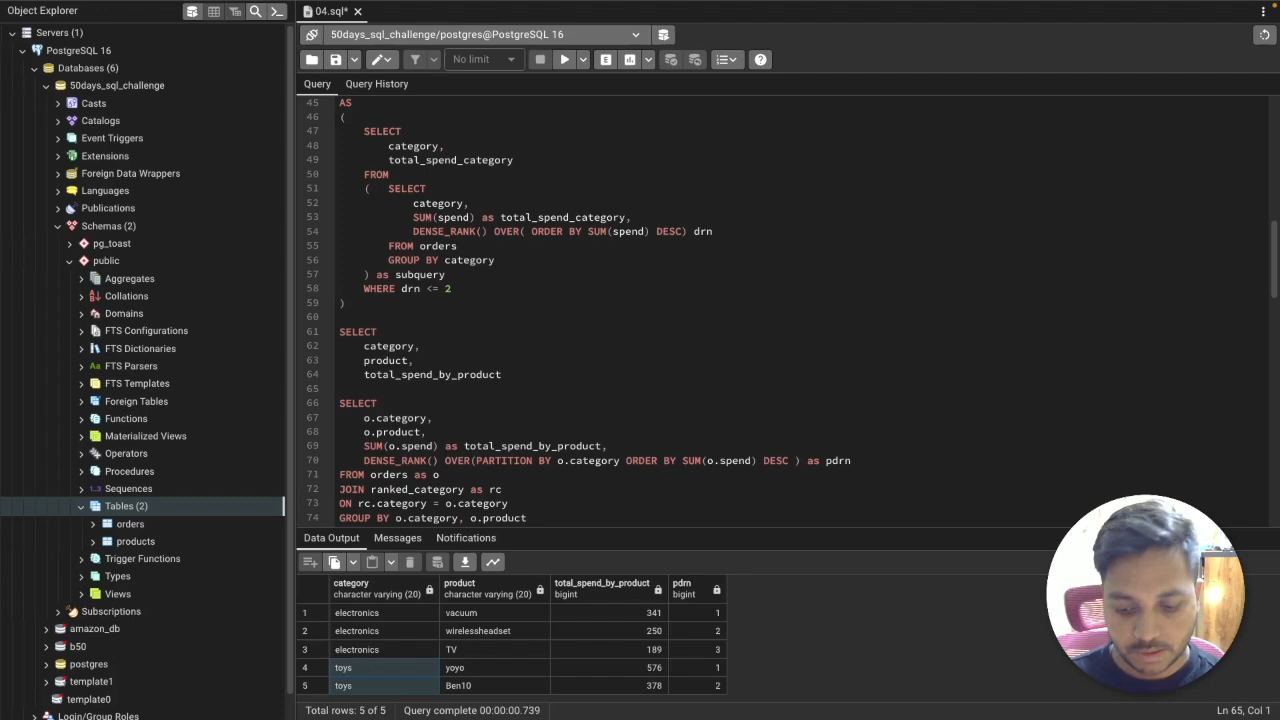 Object Explorer
04.sql*
Servers (1)
PostgreSQL 16
Databases (6)
50days_sql_challenge
Casts
Catalogs
Event Triggers
Extensions
Foreign Data Wrappers
Languages
Publications
Schemas (2)
pg_toast
public
Aggregates
Collations
Domains
FTS Configurations
FTS Dictionaries
FTS Parsers
FTS Templates
Foreign Tables
Functions
Materialized Views
Operators
Procedures
Sequences
Tables (2)
orders
products
Trigger Functions
Types
Views
Subscriptions
amazon_db
b50
postgres
template1
template0
Login/Group Roles
50days_sql_challenge/postgres@PostgreSQL 16
No limit
Query Query History
45 AS
46 (
47 SELECT
48 category,
49 total_spend_category
50 FROM
51 ( SELECT
52 category,
53 SUM(spend) as total_spend_category,
54 DENSE_RANK() OVER( ORDER BY SUM(spend) DESC) drn
55 FROM orders
56 GROUP BY category
57 ) as subquery
58 WHERE drn <= 2
59 )
60
61 SELECT
62 category,
63 product,
64 total_spend_by_product
65
66 SELECT
67 o.category,
68 o.product,
69 SUM(o.spend) as total_spend_by_product,
70 DENSE_RANK() OVER(PARTITION BY o.category ORDER BY SUM(o.spend) DESC ) as pdrn
71 FROM orders as o
72 JOIN ranked_category as rc
73 ON rc.category = o.category
74 GROUP BY o.category, o.product
Data Output Messages Notifications
category product total_spend_by_product pdrn
character varying (20) character varying (20) bigint bigint
1 electronics vacuum 341 1
2 electronics wirelessheadset 250 2
3 electronics TV 189 3
4 toys yoyo 576 1
5 toys Ben10 378 2
Total rows: 5 of 5 Query complete 00:00:00.739 Ln 65, Col 1